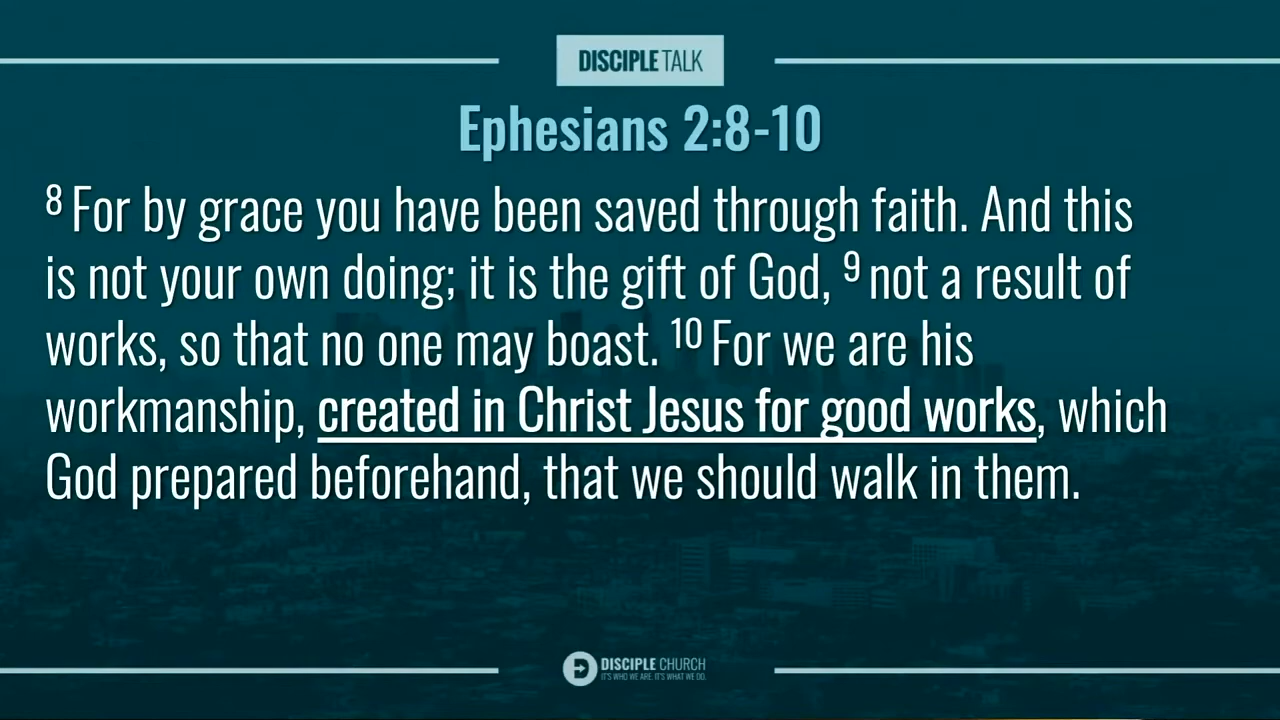 DISCIPLE TALK
Ephesians 2:8-10
8 For by grace you have been saved through faith. And this
is not your own doing; it is the gift of God, 9 not a result of
works, so that no one may boast. 10 For we are his
workmanship, created in Christ Jesus for good works, which
God prepared beforehand, that we should walk in them.
DISCIPLE CHURCH
IT'S WHO WE ARE. IT'S WHAT WE DO.